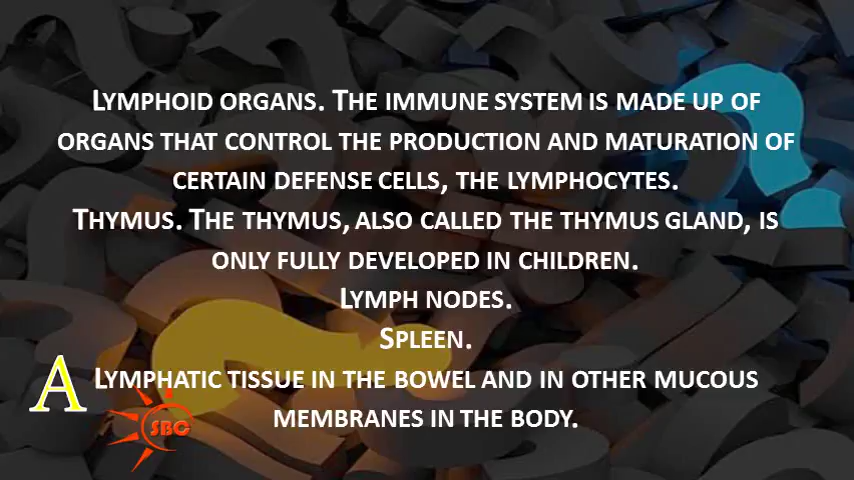 Lymphoid organs. The immune system is made up of
organs that control the production and maturation of
certain defense cells, the lymphocytes.
Thymus. The thymus, also called the thymus gland, is
only fully developed in children.
Lymph nodes.
Spleen.
Lymphatic tissue in the bowel and in other mucous
membranes in the body.
A
SBC